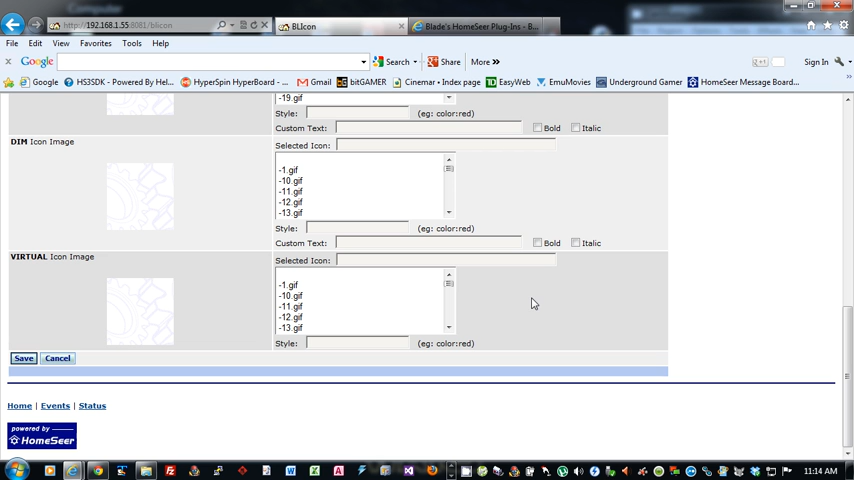 Computer
http://192.168.1.55:8081/blicon
BLIcon
Blade's HomeSeer Plug-Ins - B...
File Edit View Favorites Tools Help
Google
Search
Share
More »
Sign In
Google
HS3SDK - Powered By Hel...
HyperSpin HyperBoard - ...
Gmail
bitGAMER
Cinemar • Index page
EasyWeb
EmuMovies
Underground Gamer
HomeSeer Message Board...
-19.gif
Style: (eg: color:red)
Custom Text: Bold Italic
DIM Icon Image
Selected Icon:
-1.gif
-10.gif
-11.gif
-12.gif
-13.gif
Style: (eg: color:red)
Custom Text: Bold Italic
VIRTUAL Icon Image
Selected Icon:
-1.gif
-10.gif
-11.gif
-12.gif
-13.gif
Style: (eg: color:red)
Save Cancel
Home | Events | Status
powered by
HomeSeer
11:14 AM